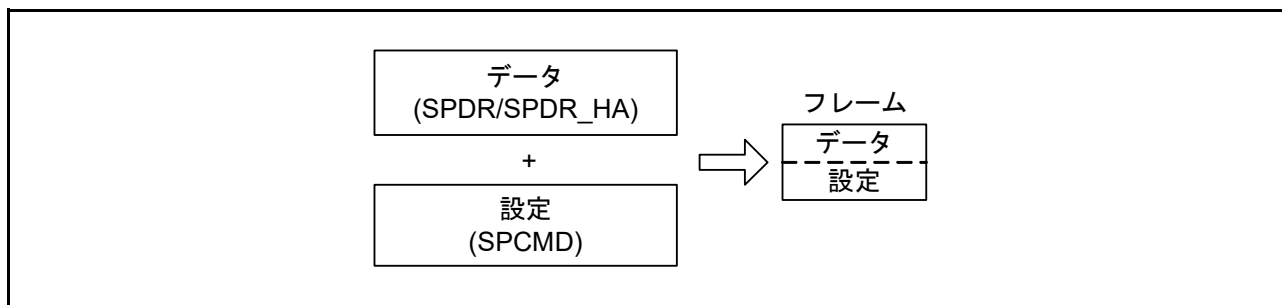 データ
(SPDR/SPDR_HA)
+
設定
(SPCMD)
フレーム
データ
設定